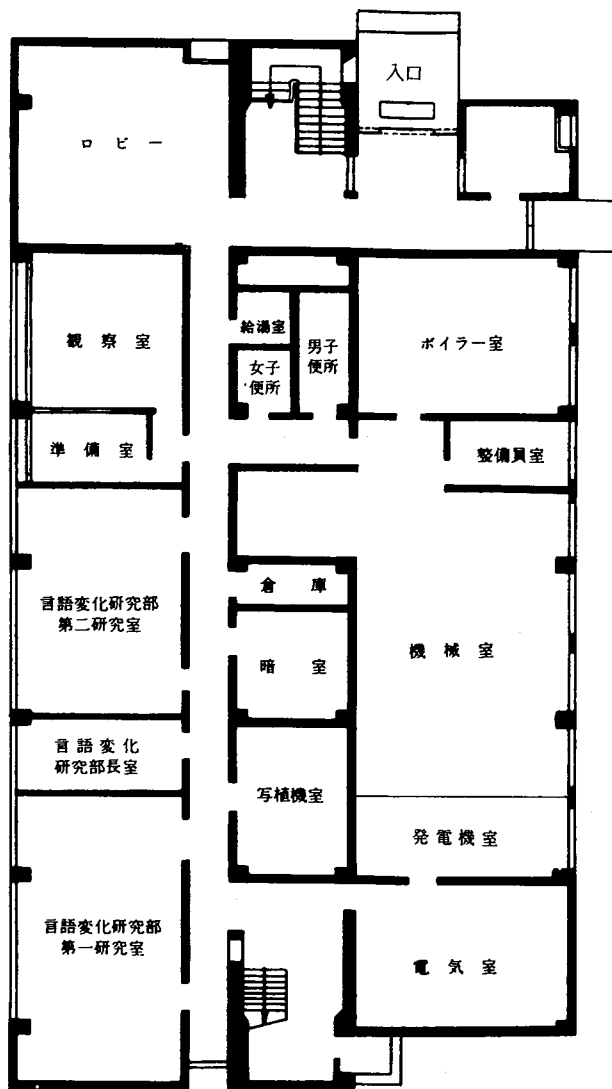 入口
ロビー
観察室
給湯室
男子
便所
女子
便所
ボイラー室
準備室
整備員室
言語変化研究部
第二研究室
倉庫
暗室
機械室
言語変化
研究部長室
写植機室
発電機室
言語変化研究部
第一研究室
電気室